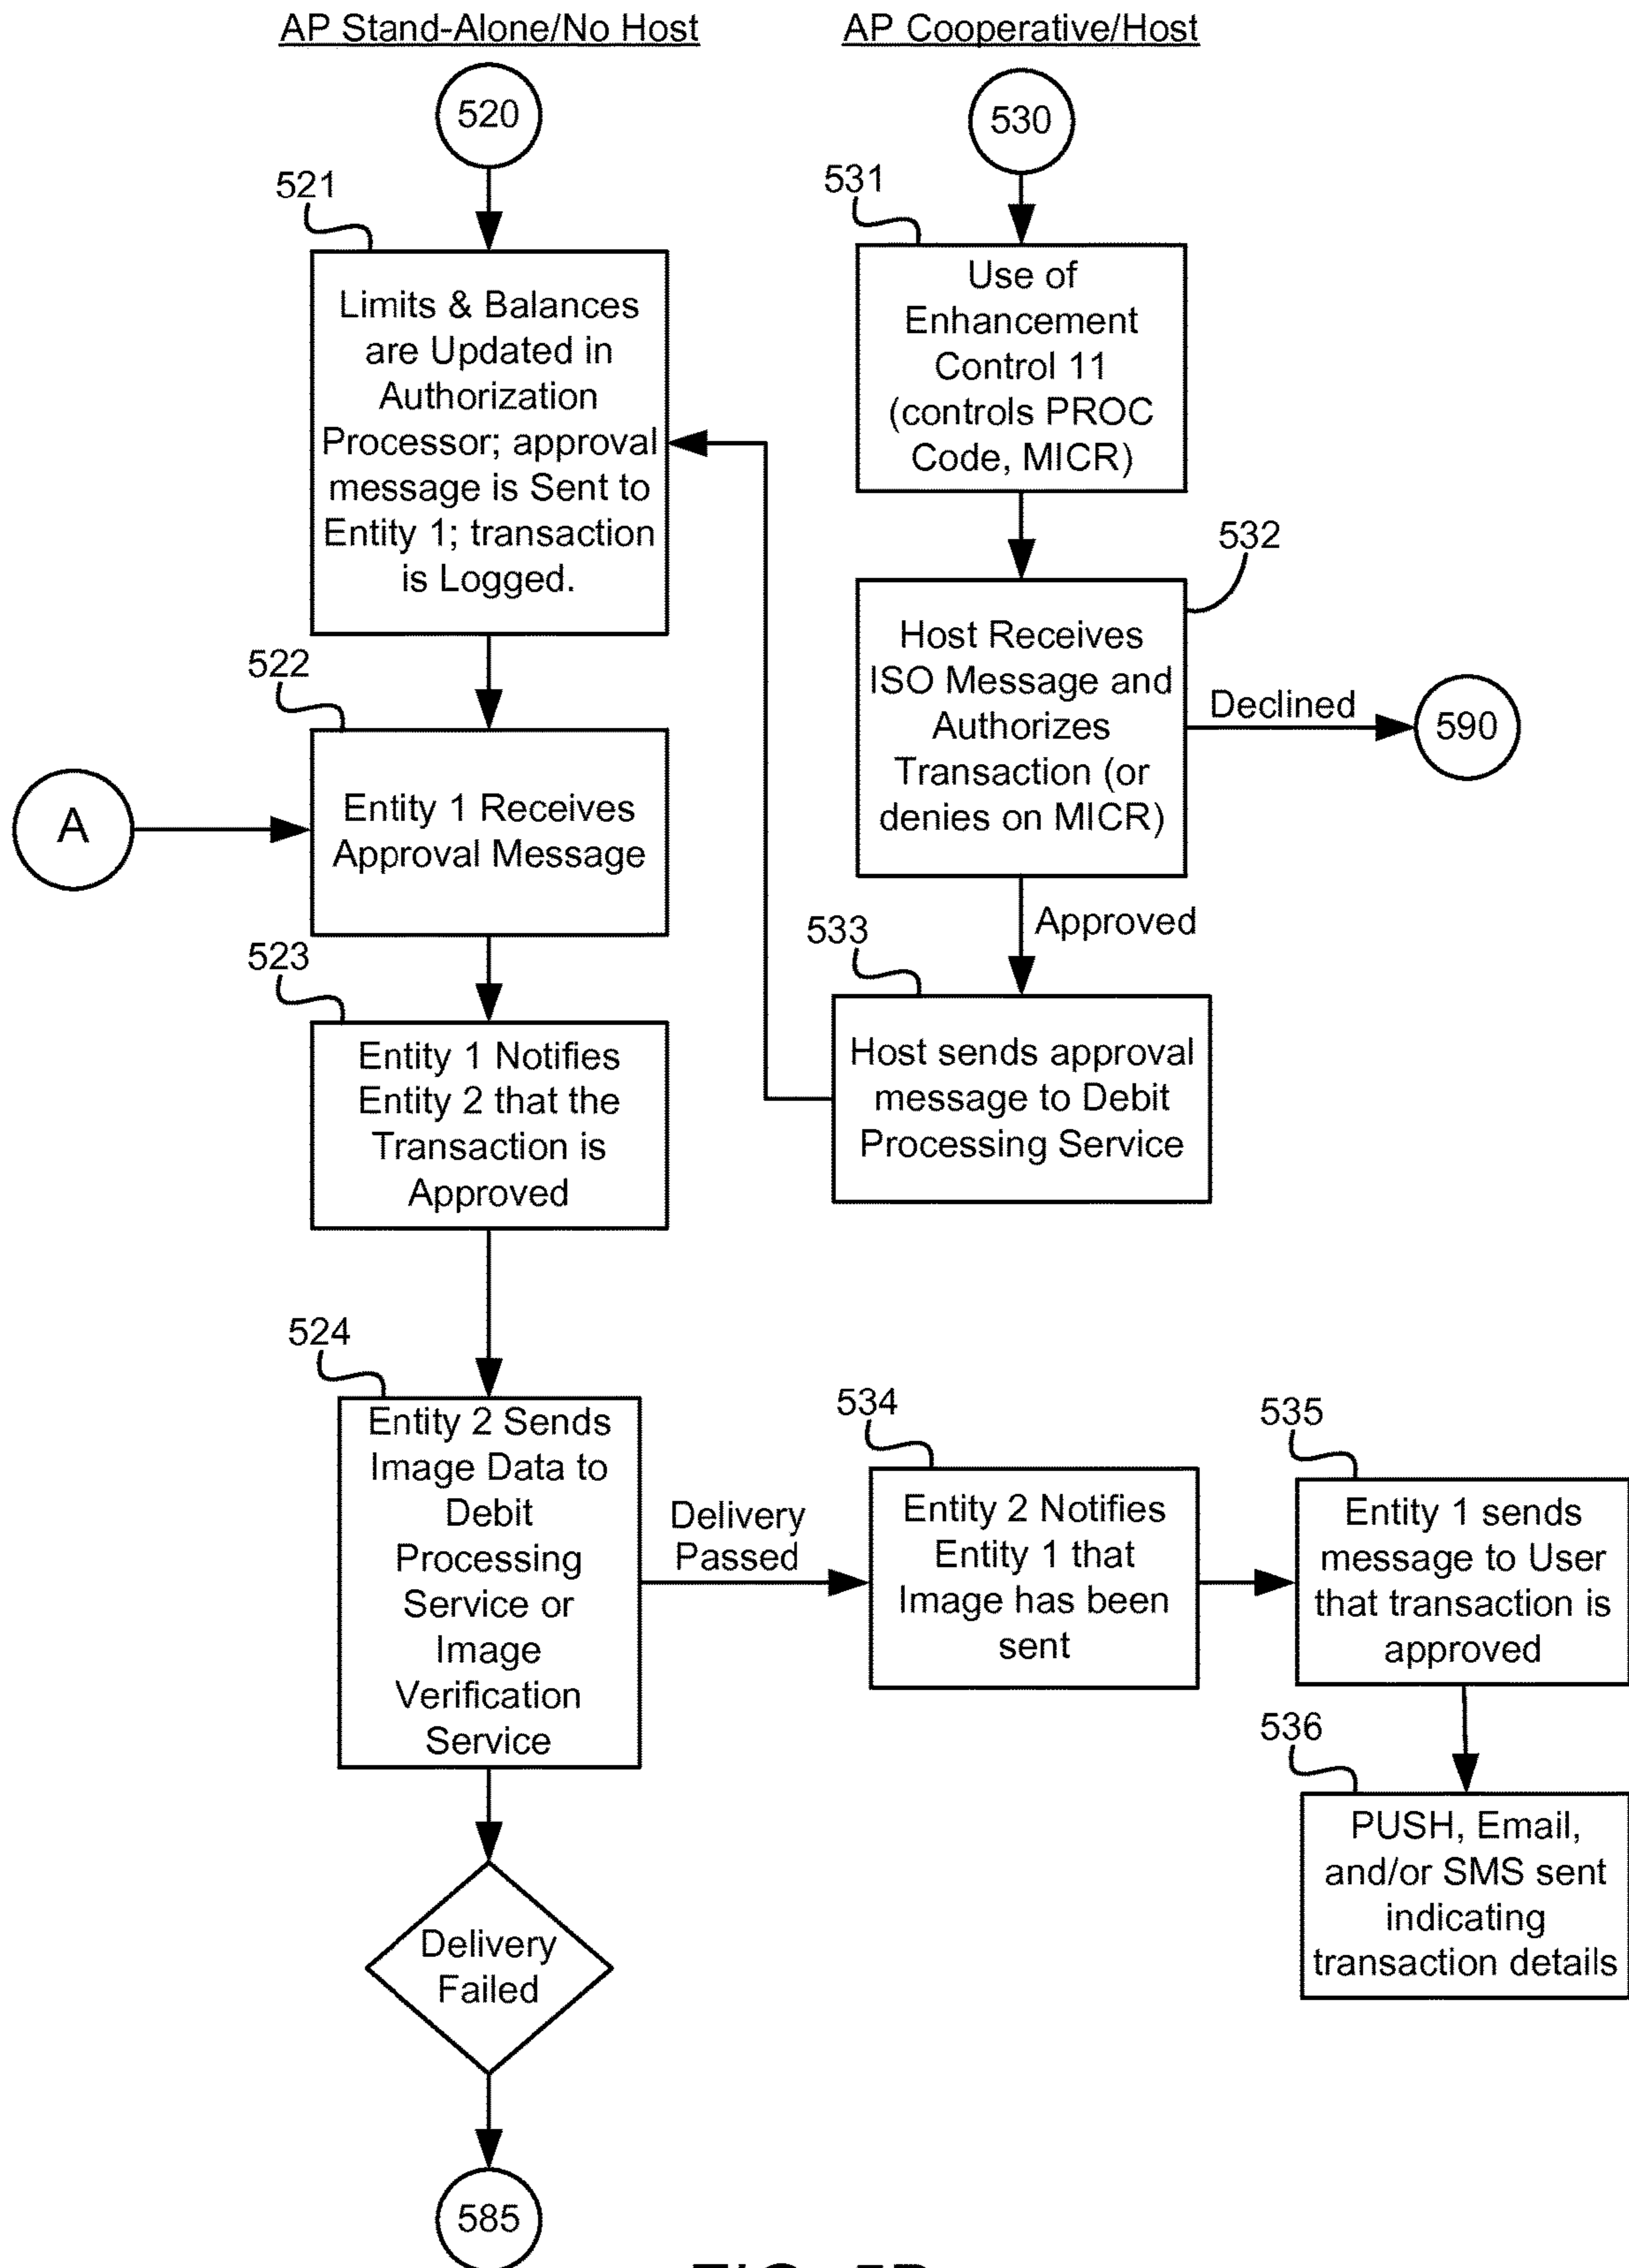 AP Stand-Alone/No Host
AP Cooperative/Host
520
530
521
531
Limits & Balances
are Updated in
Authorization
Processor; approval
message is Sent to
Entity 1; transaction
is Logged.
Use of
Enhancement
Control 11
(controls PROC
Code, MICR)
532
Host Receives
ISO Message and
Authorizes
Transaction (or
denies on MICR)
Declined
590
522
A
Entity 1 Receives
Approval Message
Approved
533
523
Host sends approval
message to Debit
Processing Service
Entity 1 Notifies
Entity 2 that the
Transaction is
Approved
524
Entity 2 Sends
Image Data to
Debit
Processing
Service or
Image
Verification
Service
Delivery
Passed
534
Entity 2 Notifies
Entity 1 that
Image has been
sent
535
Entity 1 sends
message to User
that transaction is
approved
536
PUSH, Email,
and/or SMS sent
indicating
transaction details
Delivery
Failed
585